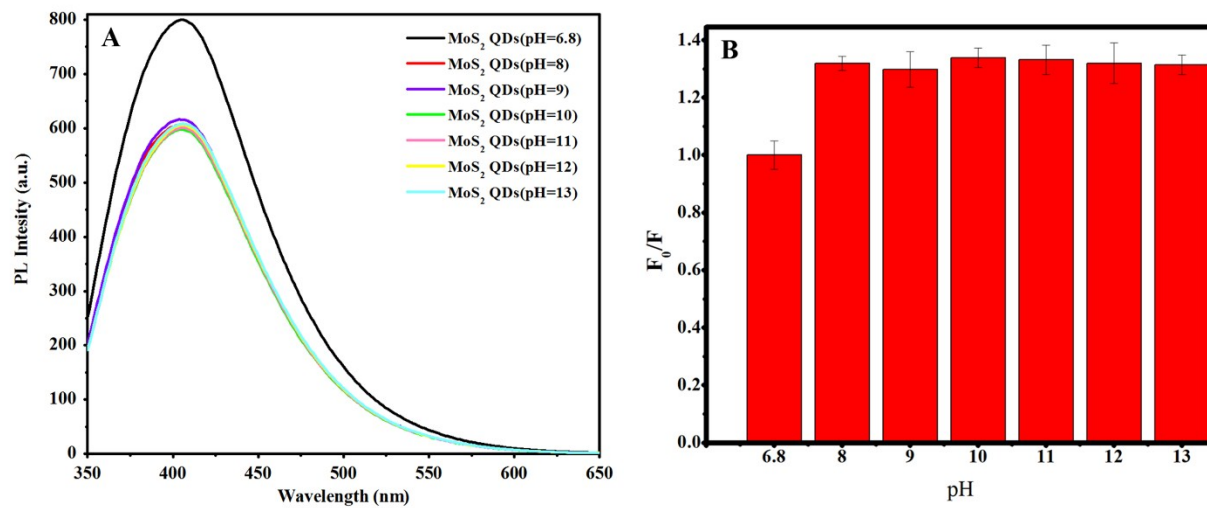 A
800
700
600
500
400
300
200
100
0
PL Intesity (a.u.)
350
400
450
500
550
600
650
Wavelength (nm)
MoS₂ QDs(pH=6.8)
MoS₂ QDs(pH=8)
MoS₂ QDs(pH=9)
MoS₂ QDs(pH=10)
MoS₂ QDs(pH=11)
MoS₂ QDs(pH=12)
MoS₂ QDs(pH=13)
B
1.4
1.2
1.0
0.8
0.6
0.4
0.2
0.0
F₀/F
6.8
8
9
10
11
12
13
pH